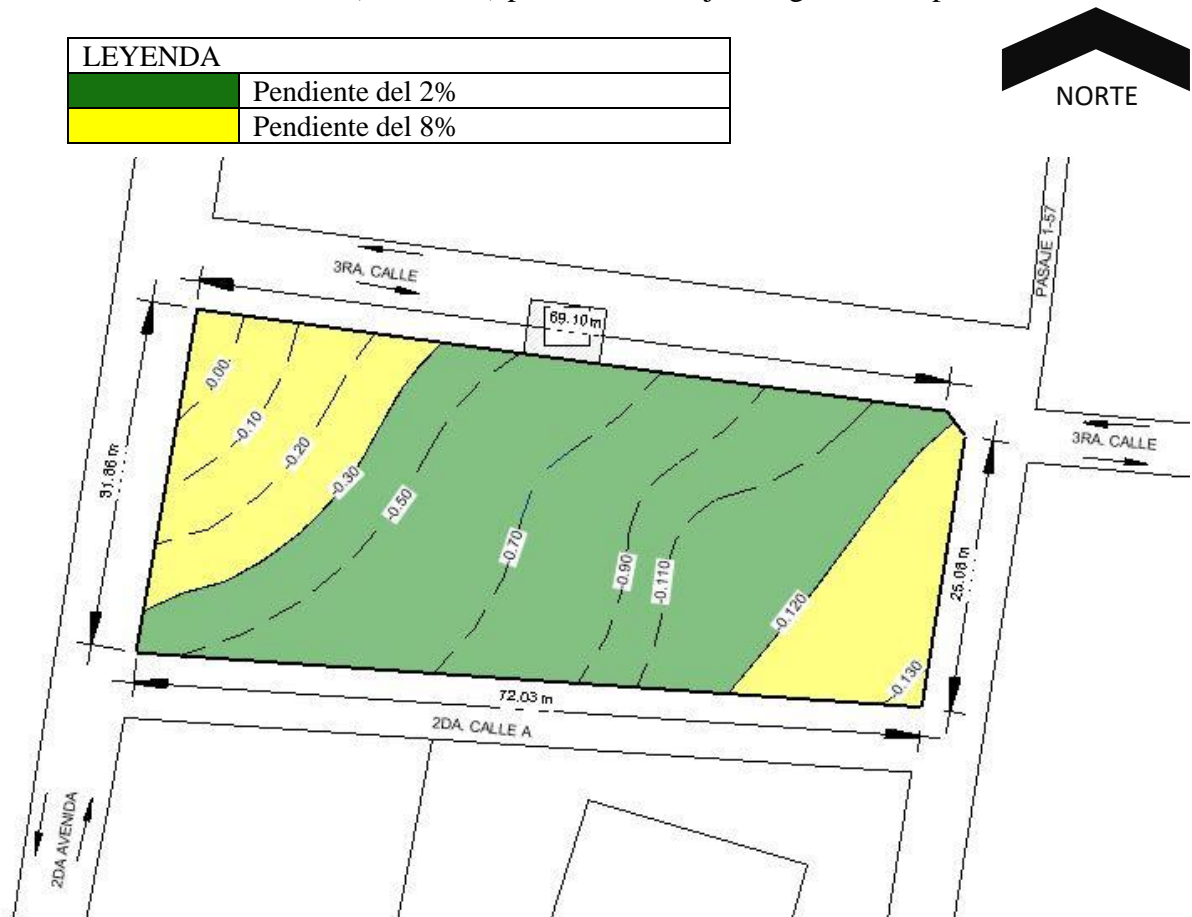 LEYENDA
Pendiente del 2%
Pendiente del 8%
NORTE
PASAJE 1-57
3RA. CALLE
69.10 m
3RA. CALLE
0.00
-0.10
-0.20
-0.30
-0.50
-0.70
-0.90
-0.110
-0.120
-0.130
31.86 m
25.08 m
72.03 m
2DA. CALLE A
2DA AVENIDA